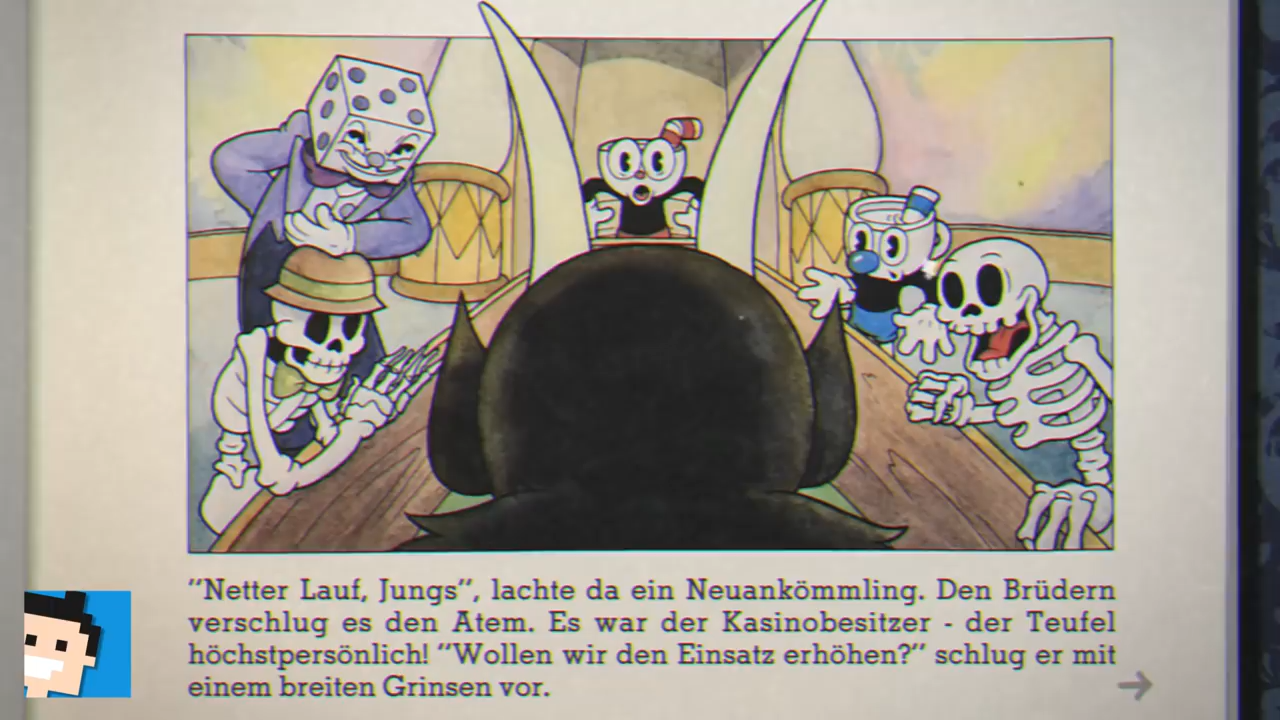 “Netter Lauf, Jungs”, lachte da ein Neuankömmling. Den Brüdern
verschlug es den Atem. Es war der Kasinobesitzer - der Teufel
höchstpersönlich! “Wollen wir den Einsatz erhöhen?” schlug er mit
einem breiten Grinsen vor.